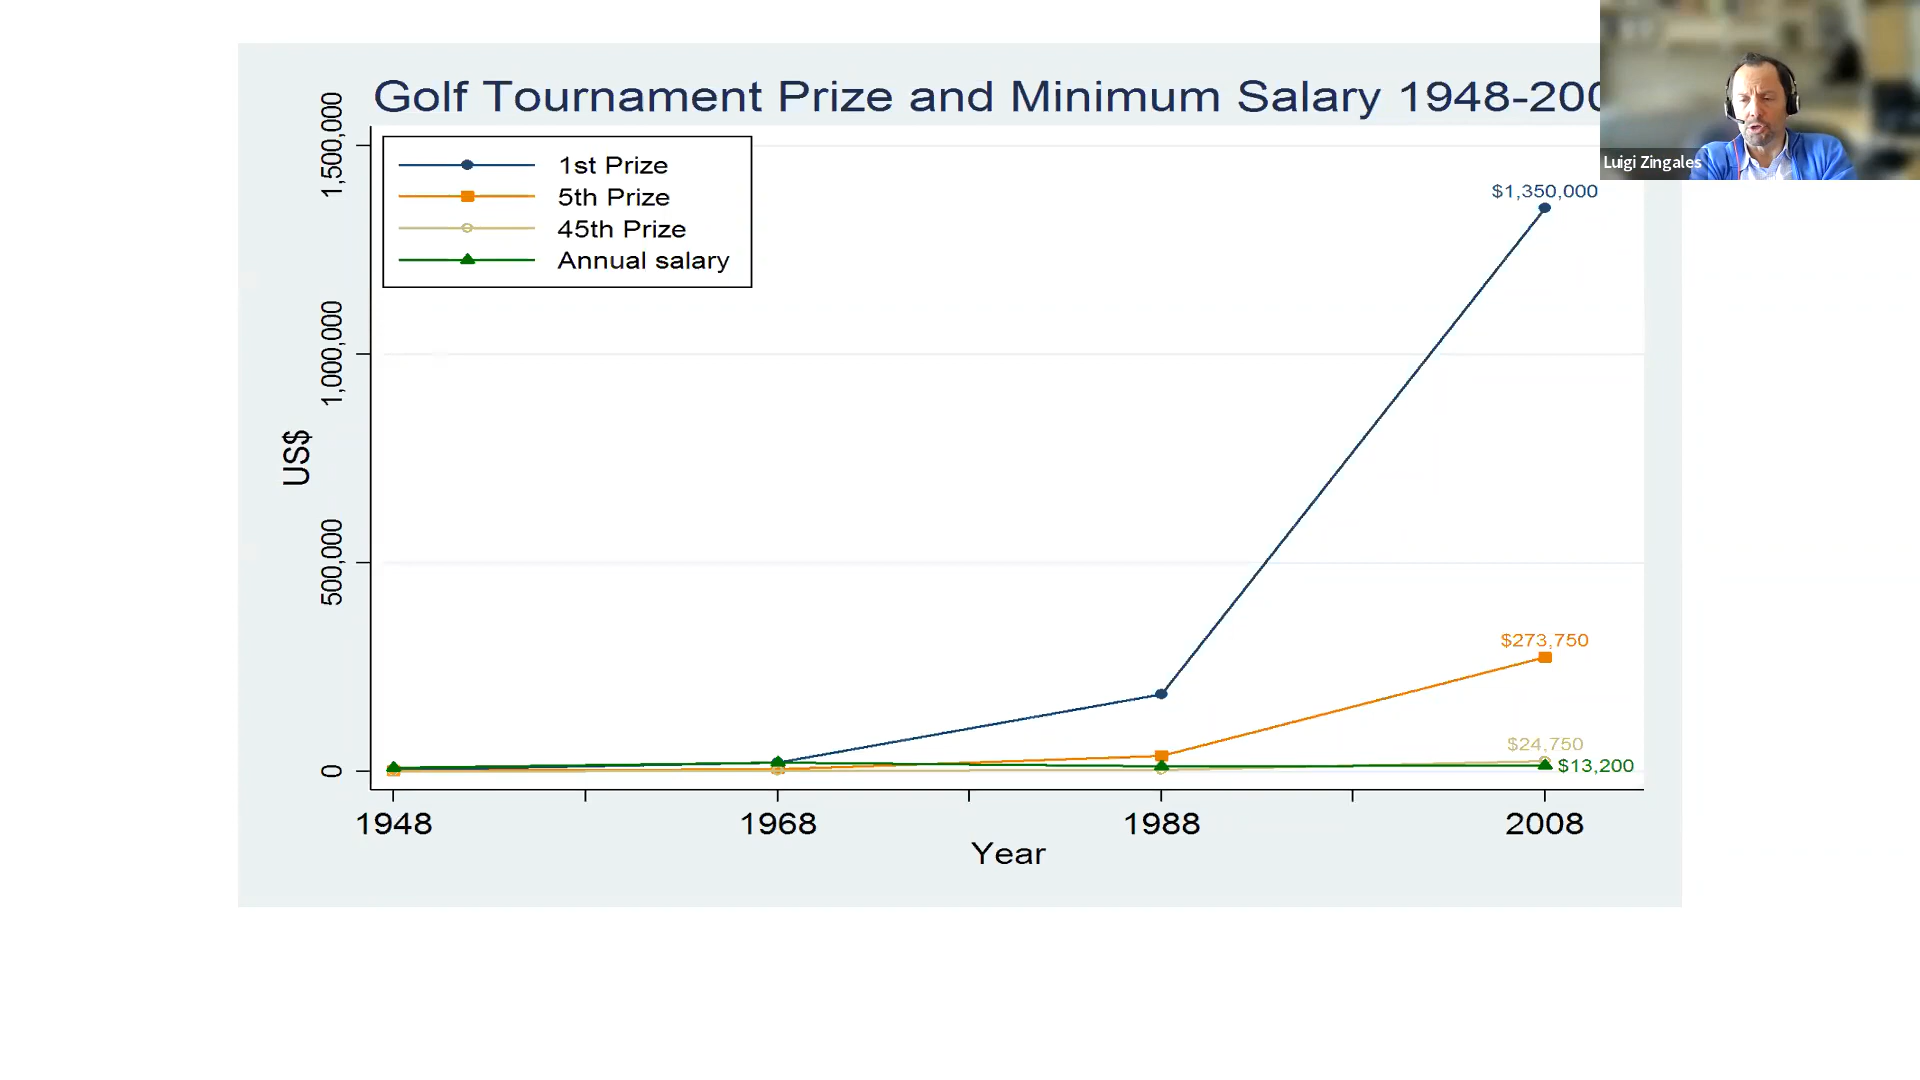 Golf Tournament Prize and Minimum Salary 1948-200
Luigi Zingales
1st Prize
5th Prize
45th Prize
Annual salary
US$
1,500,000
1,000,000
500,000
0
$1,350,000
$273,750
$24,750
$13,200
1948 1968 1988 2008
Year